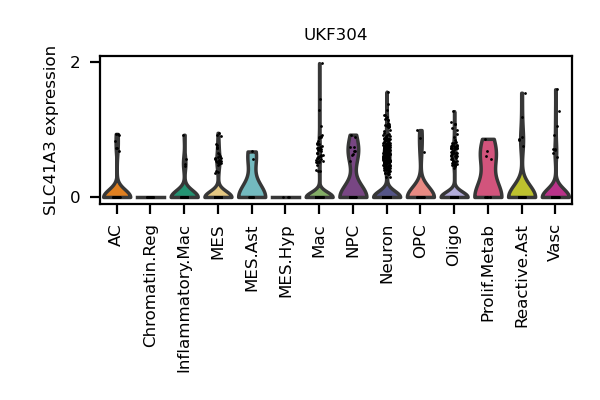 UKF304
SLC41A3 expression
2
0
AC
Chromatin.Reg
Inflammatory.Mac
MES
MES.Ast
MES.Hyp
Mac
NPC
Neuron
OPC
Oligo
Prolif.Metab
Reactive.Ast
Vasc